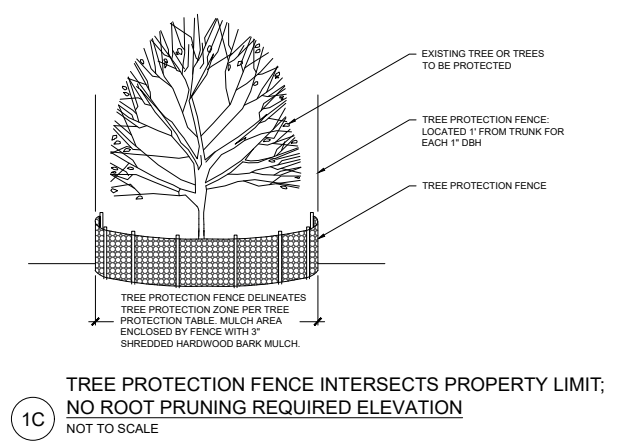 EXISTING TREE OR TREES
TO BE PROTECTED
TREE PROTECTION FENCE:
LOCATED 1' FROM TRUNK FOR
EACH 1" DBH
TREE PROTECTION FENCE
TREE PROTECTION FENCE DELINEATES
TREE PROTECTION ZONE PER TREE
PROTECTION TABLE. MULCH AREA
ENCLOSED BY FENCE WITH 3"
SHREDDED HARDWOOD BARK MULCH.
1C
TREE PROTECTION FENCE INTERSECTS PROPERTY LIMIT;
NO ROOT PRUNING REQUIRED ELEVATION
NOT TO SCALE